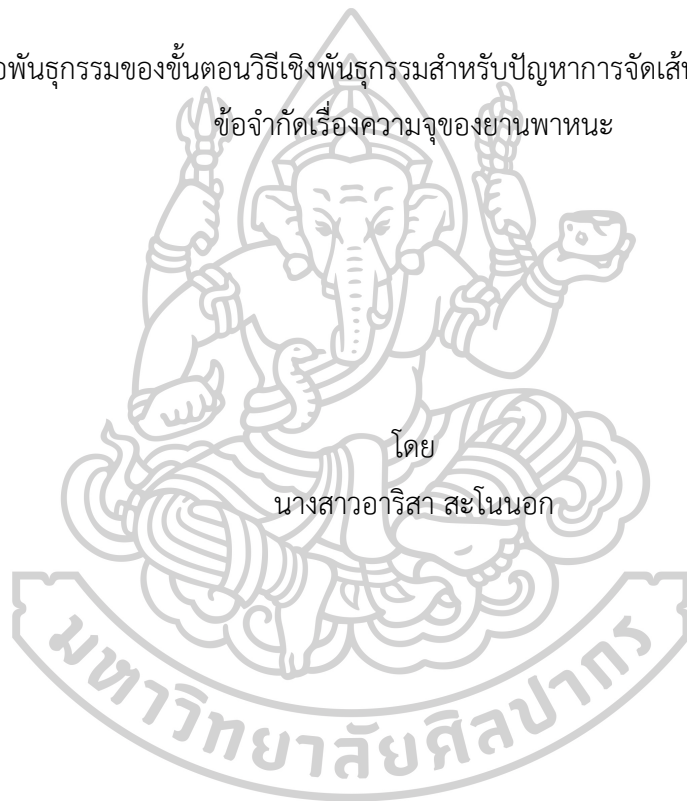 พันธุกรรมของขั้นตอนวิธีเชิงพันธุกรรมสำหรับปัญหาการจัด
ข้อจำกัดเรื่องความจุของยานพาหนะ
โดย
นางสาวอาริสา สะโนนอก
มหาวิทยาลัยศิลปากร